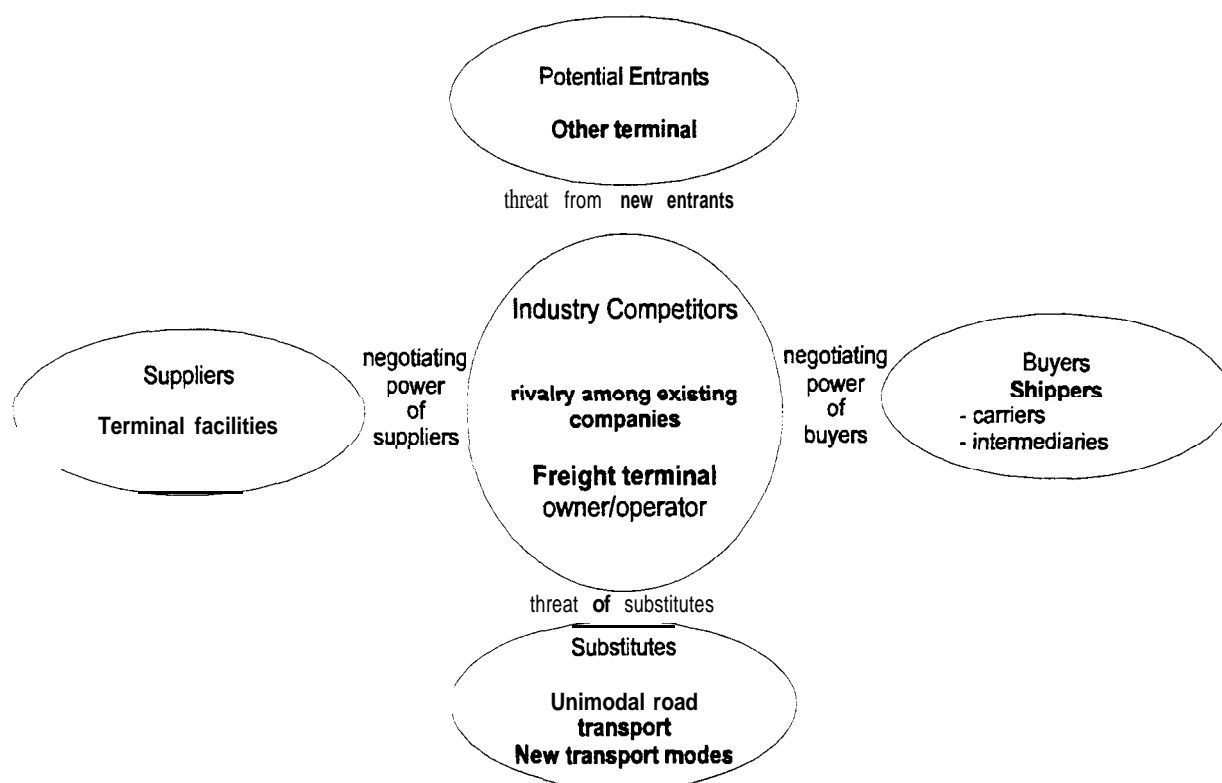 Potential Entrants
Other terminal
threat from new entrants
Industry Competitors
rivalry among existing
companies
Freight terminal
owner/operator
Suppliers
Terminal facilities
negotiating
power
of
suppliers
negotiating
power
of
buyers
Buyers
Shippers
- carriers
- intermediaries
threat of substitutes
Substitutes
Unimodal road
transport
New transport modes